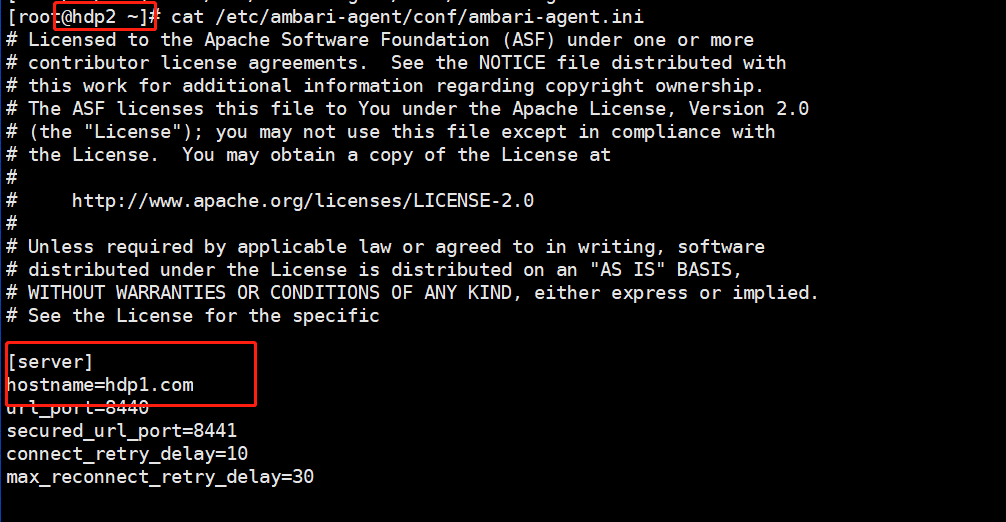 [root@hdp2 ~]# cat /etc/ambari-agent/conf/ambari-agent.ini
# Licensed to the Apache Software Foundation (ASF) under one or more
# contributor license agreements.  See the NOTICE file distributed with
# this work for additional information regarding copyright ownership.
# The ASF licenses this file to You under the Apache License, Version 2.0
# (the "License"); you may not use this file except in compliance with
# the License.  You may obtain a copy of the License at
#
#     http://www.apache.org/licenses/LICENSE-2.0
#
# Unless required by applicable law or agreed to in writing, software
# distributed under the License is distributed on an "AS IS" BASIS,
# WITHOUT WARRANTIES OR CONDITIONS OF ANY KIND, either express or implied.
# See the License for the specific
[server]
hostname=hdp1.com
url_port=8440
secured_url_port=8441
connect_retry_delay=10
max_reconnect_retry_delay=30